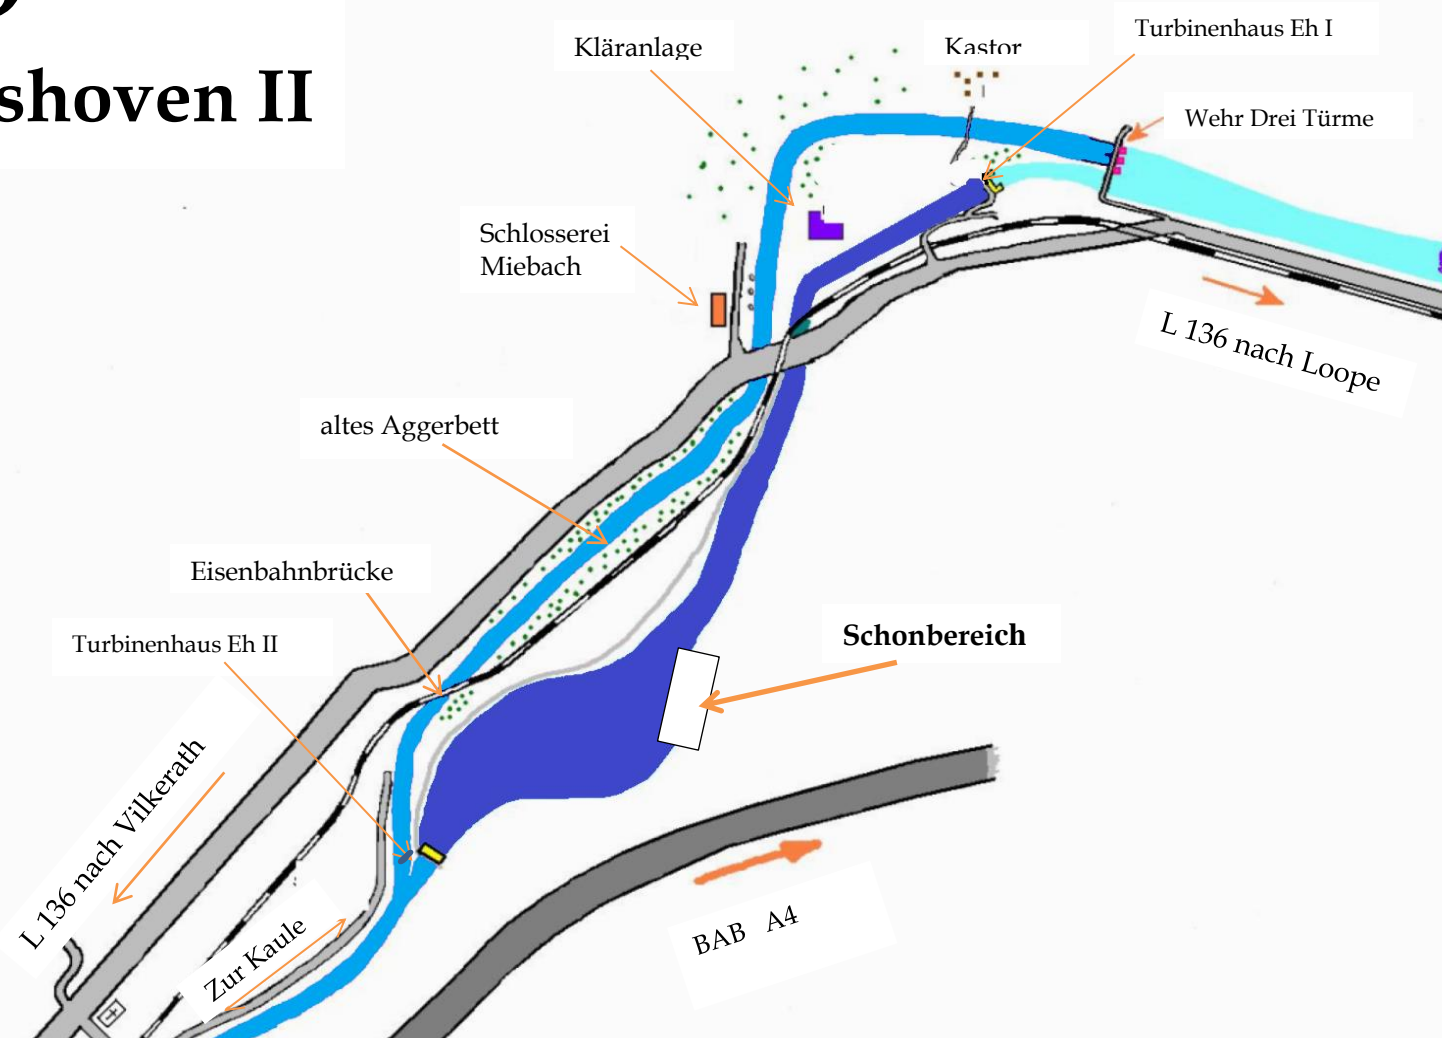 shoven II
Kläranlage
Kastor
Turbinenhaus Eh I
Wehr Drei Türme
Schlosserei
Miebach
L 136 nach Loope
altes Aggerbett
Eisenbahnbrücke
Turbinenhaus Eh II
Schonbereich
L 136 nach Vilkerath
Zur Kaule
BAB A4